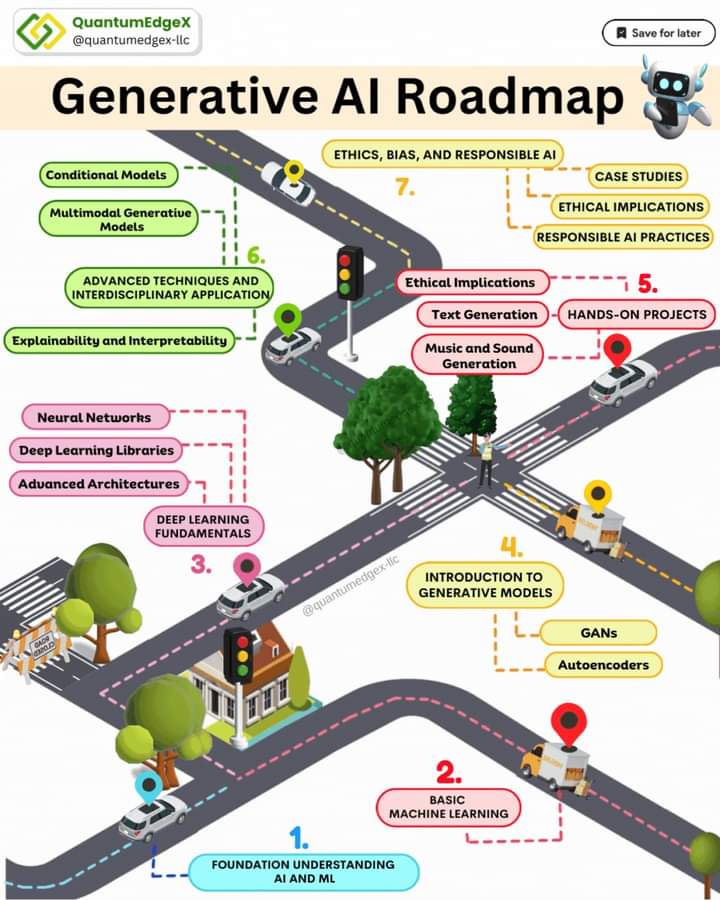 QuantumEdgeX
@quantumedgex-llc
Save for later
Generative AI Roadmap
ETHICS, BIAS, AND RESPONSIBLE AI
7.
CASE STUDIES
ETHICAL IMPLICATIONS
RESPONSIBLE AI PRACTICES
Conditional Models
Multimodal Generative
Models
6.
ADVANCED TECHNIQUES AND
INTERDISCIPLINARY APPLICATION
Explainability and Interpretability
Ethical Implications
5.
Text Generation
HANDS-ON PROJECTS
Music and Sound
Generation
Neural Networks
Deep Learning Libraries
Advanced Architectures
DEEP LEARNING
FUNDAMENTALS
3.
4.
INTRODUCTION TO
GENERATIVE MODELS
GANs
Autoencoders
@quantumedgex-llc
ROAD
CLOSED
2.
BASIC
MACHINE LEARNING
1.
FOUNDATION UNDERSTANDING
AI AND ML